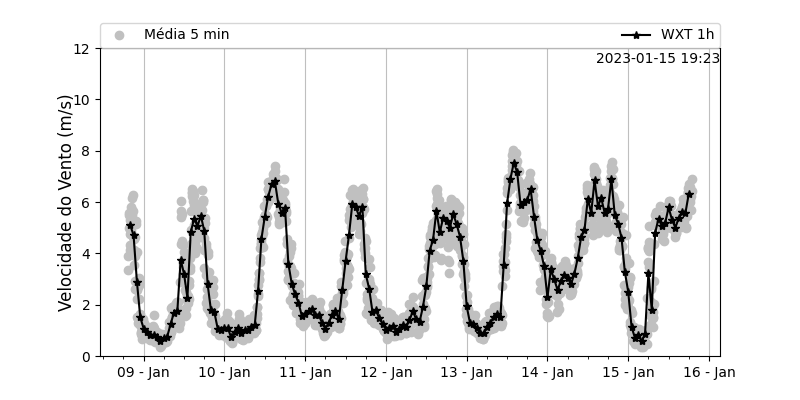 Média 5 min
WXT 1h
2023-01-15 19:23
Velocidade do Vento (m/s)
12
10
8
6
4
2
0
09 - Jan
10 - Jan
11 - Jan
12 - Jan
13 - Jan
14 - Jan
15 - Jan
16 - Jan